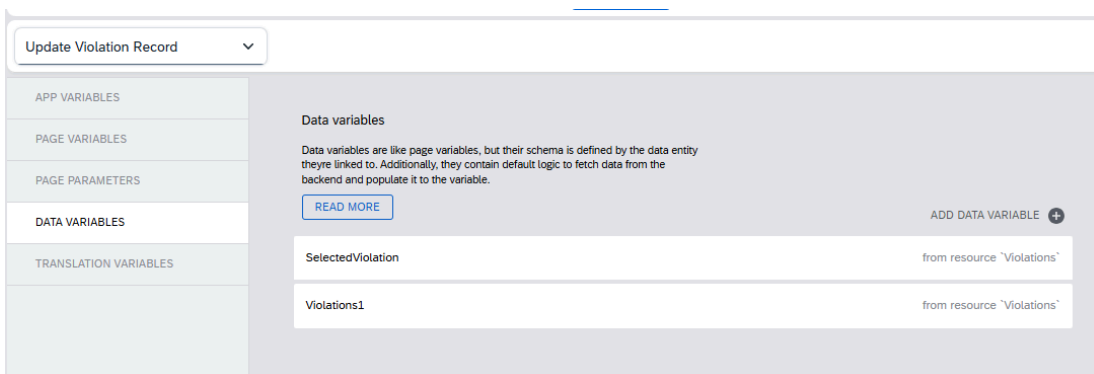 Update Violation Record
APP VARIABLES
PAGE VARIABLES
PAGE PARAMETERS
DATA VARIABLES
TRANSLATION VARIABLES
Data variables
Data variables are like page variables, but their schema is defined by the data entity
theyre linked to. Additionally, they contain default logic to fetch data from the
backend and populate it to the variable.
READ MORE
ADD DATA VARIABLE
SelectedViolation from resource `Violations`
Violations1 from resource `Violations`